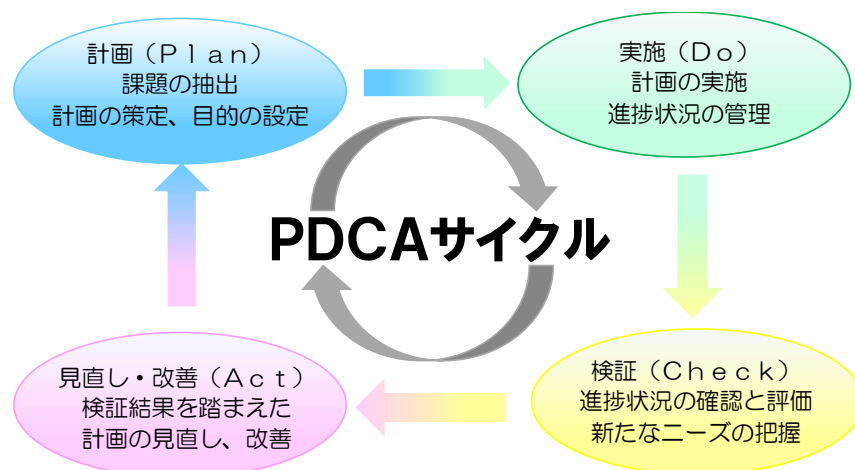 計画（Ｐｌａｎ）
課題の抽出
計画の策定、目的の設定
実施（Ｄｏ）
計画の実施
進捗状況の管理
PDCAサイクル
見直し・改善（Ａｃｔ）
検証結果を踏まえた
計画の見直し、改善
検証（Ｃｈｅｃｋ）
進捗状況の確認と評価
新たなニーズの把握